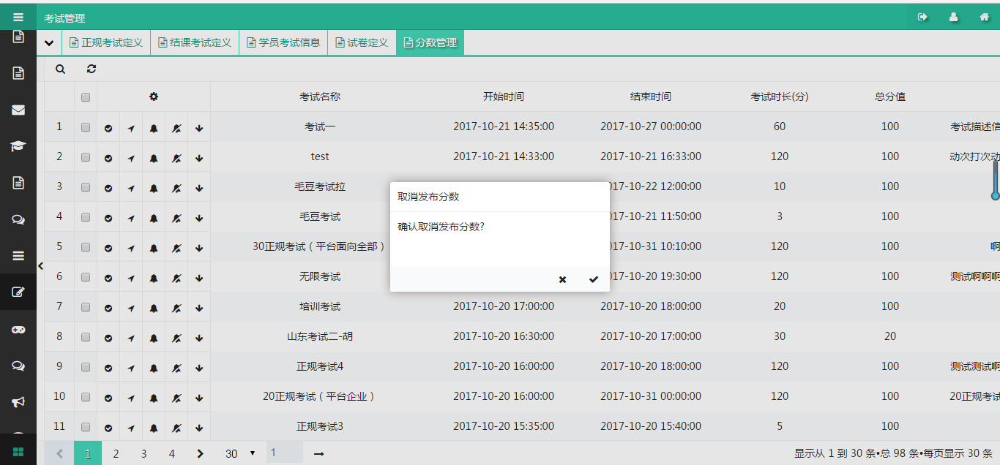 考试管理
正规考试定义 结课考试定义 学员考试信息 试卷定义 分数管理
考试名称 开始时间 结束时间 考试时长(分) 总分值
1 考试一 2017-10-21 14:35:00 2017-10-27 00:00:00 60 100 考试描述信
2 test 2017-10-21 14:33:00 2017-10-21 16:33:00 120 100 动次打次动
3 毛豆考试拉 017-10-22 12:00:00 10 100
4 毛豆考试 017-10-21 11:50:00 3 100
5 30正规考试（平台面向全部） 017-10-31 10:10:00 120 100 啊
6 无限考试 017-10-20 19:30:00 120 100 测试啊啊啊
取消发布分数
确认取消发布分数?
7 培训考试 2017-10-20 17:00:00 2017-10-20 18:00:00 20 100
8 山东考试二-胡 2017-10-20 16:30:00 2017-10-20 17:00:00 30 20
9 正规考试4 2017-10-20 16:00:00 2017-10-20 18:00:00 120 100 测试测试啊
10 20正规考试（平台企业） 2017-10-20 16:00:00 2017-10-31 00:00:00 120 100 20正规考试
11 正规考试3 2017-10-20 15:35:00 2017-10-20 15:40:00 5 100
1 2 3 4 30 1 显示从 1 到 30 条•总 98 条•每页显示 30 条